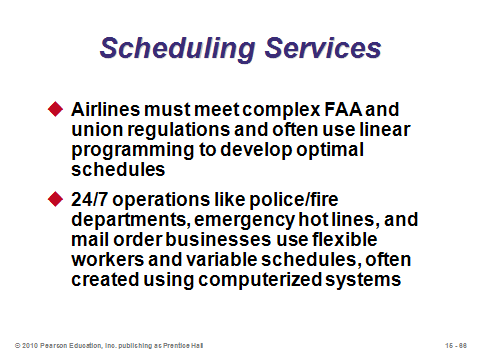 Scheduling Services
Airlines must meet complex FAA and
union regulations and often use linear
programming to develop optimal
schedules
24/7 operations like police/fire
departments, emergency hot lines, and
mail order businesses use flexible
workers and variable schedules, often
created using computerized systems
© 2010 Pearson Education, Inc. publishing as Prentice Hall
15 - 66